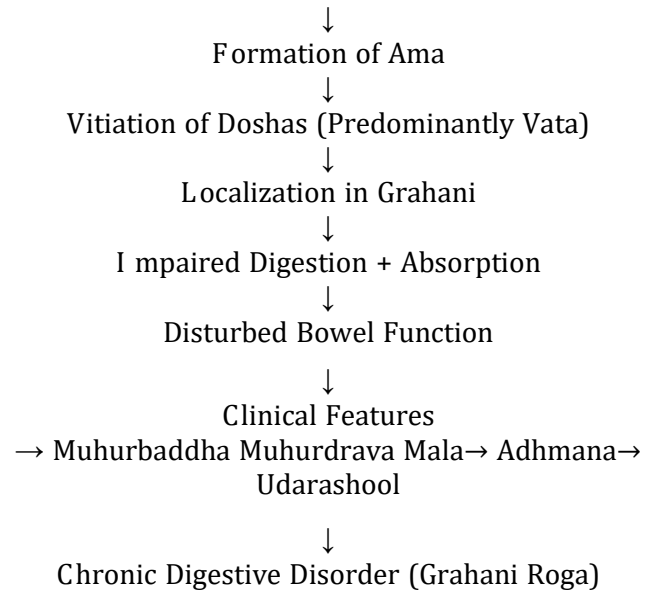 ↓
Formation of Ama
↓
Vitiation of Doshas (Predominantly Vata)
↓
Localization in Grahani
↓
I mpaired Digestion + Absorption
↓
Disturbed Bowel Function
↓
Clinical Features
→ Muhurbaddha Muhurdrava Mala→ Adhmana→
Udarashool
↓
Chronic Digestive Disorder (Grahani Roga)